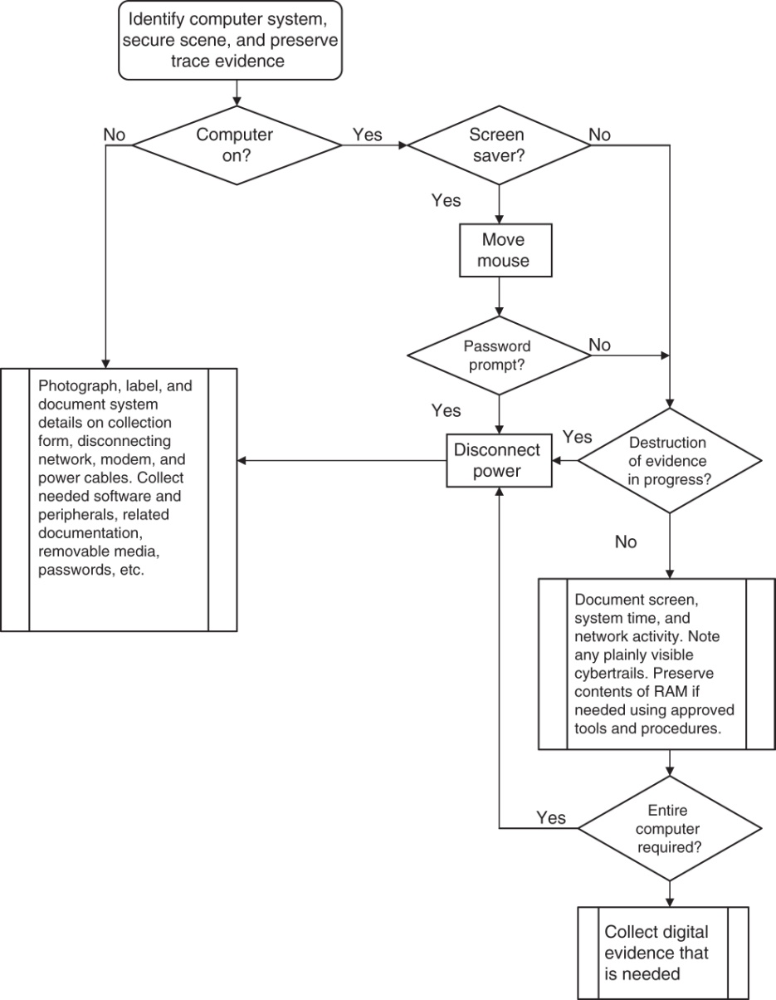 Identify computer system,
secure scene, and preserve
trace evidence
No
Computer
on?
Yes
Screen
saver?
No
Yes
Move
mouse
Password
prompt?
No
Yes
Photograph, label, and
document system
details on collection
form, disconnecting
network, modem, and
power cables. Collect
needed software and
peripherals, related
documentation,
removable media,
passwords, etc.
Disconnect
power
Yes
Destruction
of evidence
in progress?
No
Document screen,
system time, and
network activity. Note
any plainly visible
cybertrails. Preserve
contents of RAM if
needed using approved
tools and procedures.
Yes
Entire
computer
required?
Collect digital
evidence that
is needed